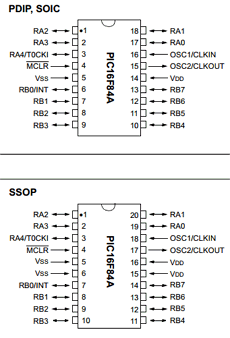 PDIP, SOIC
RA2 1 18 RA1
RA3 2 17 RA0
RA4/T0CKI 3 16 OSC1/CLKIN
MCLR 4 15 OSC2/CLKOUT
VSS 5 14 VDD
RB0/INT 6 13 RB7
RB1 7 12 RB6
RB2 8 11 RB5
RB3 9 10 RB4
PIC16F84A
SSOP
RA2 1 20 RA1
RA3 2 19 RA0
RA4/T0CKI 3 18 OSC1/CLKIN
MCLR 4 17 OSC2/CLKOUT
VSS 5 16 VDD
VSS 6 15 VDD
RB0/INT 7 14 RB7
RB1 8 13 RB6
RB2 9 12 RB5
RB3 10 11 RB4
PIC16F84A